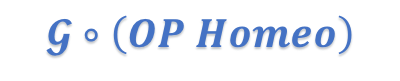 𝒢 ∘ (OP Homeo)